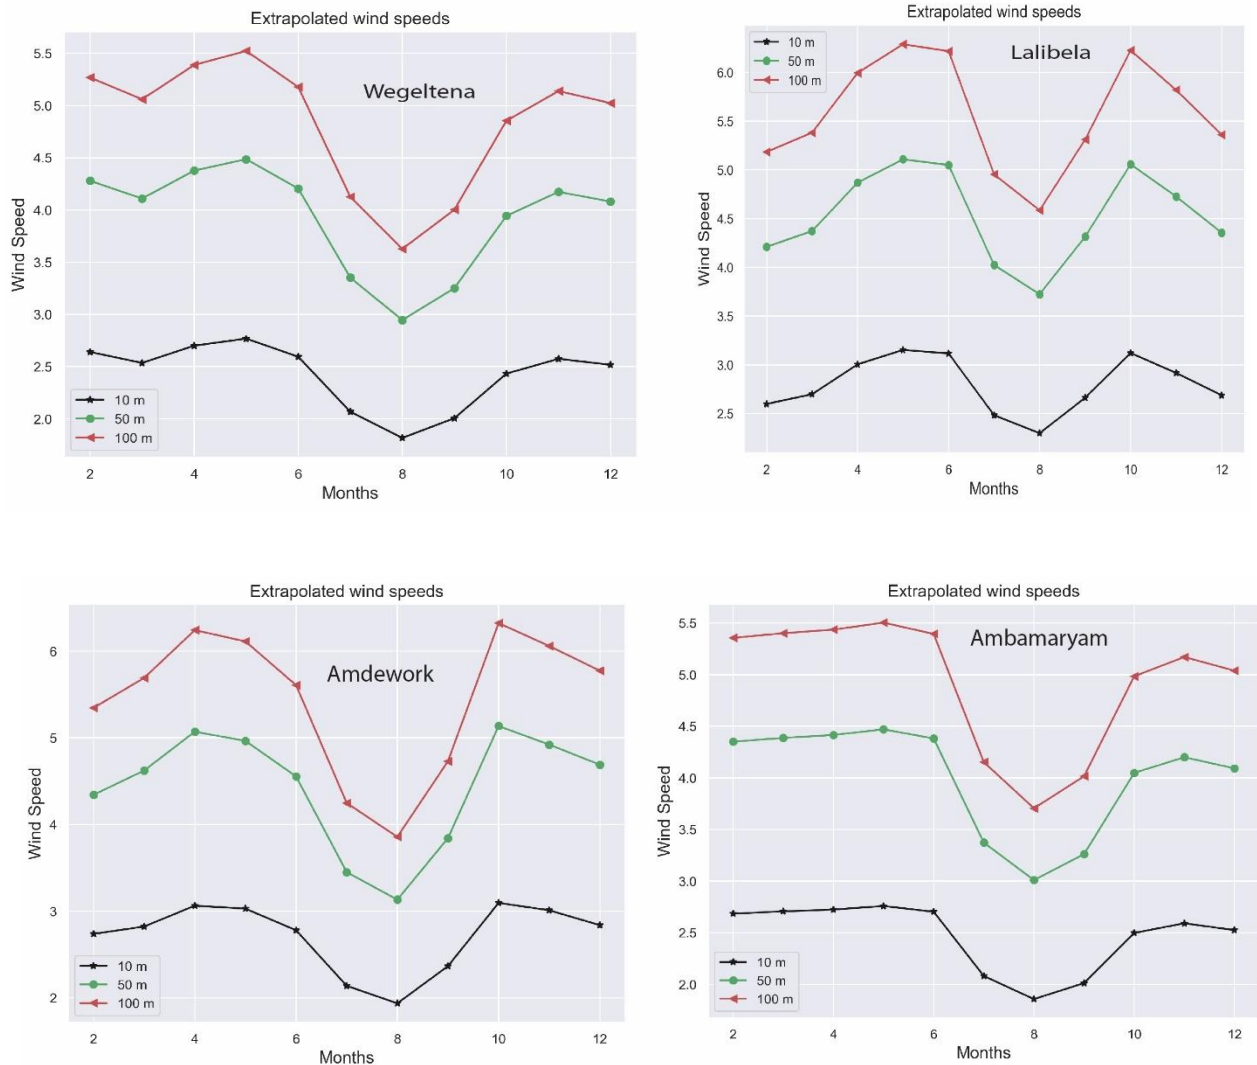 Extrapolated wind speeds
Wegeltena
Wind Speed
5.5
5.0
4.5
4.0
3.5
3.0
2.5
2.0
10 m
50 m
100 m
2 4 6 8 10 12
Months
Extrapolated wind speeds
10 m
50 m
100 m
Lalibela
Wind Speed
6.0
5.5
5.0
4.5
4.0
3.5
3.0
2.5
2 4 6 8 10 12
Months
Extrapolated wind speeds
Amdework
Wind Speed
6
5
4
3
2
10 m
50 m
100 m
2 4 6 8 10 12
Months
Extrapolated wind speeds
Ambamaryam
Wind Speed
5.5
5.0
4.5
4.0
3.5
3.0
2.5
2.0
10 m
50 m
100 m
2 4 6 8 10 12
Months